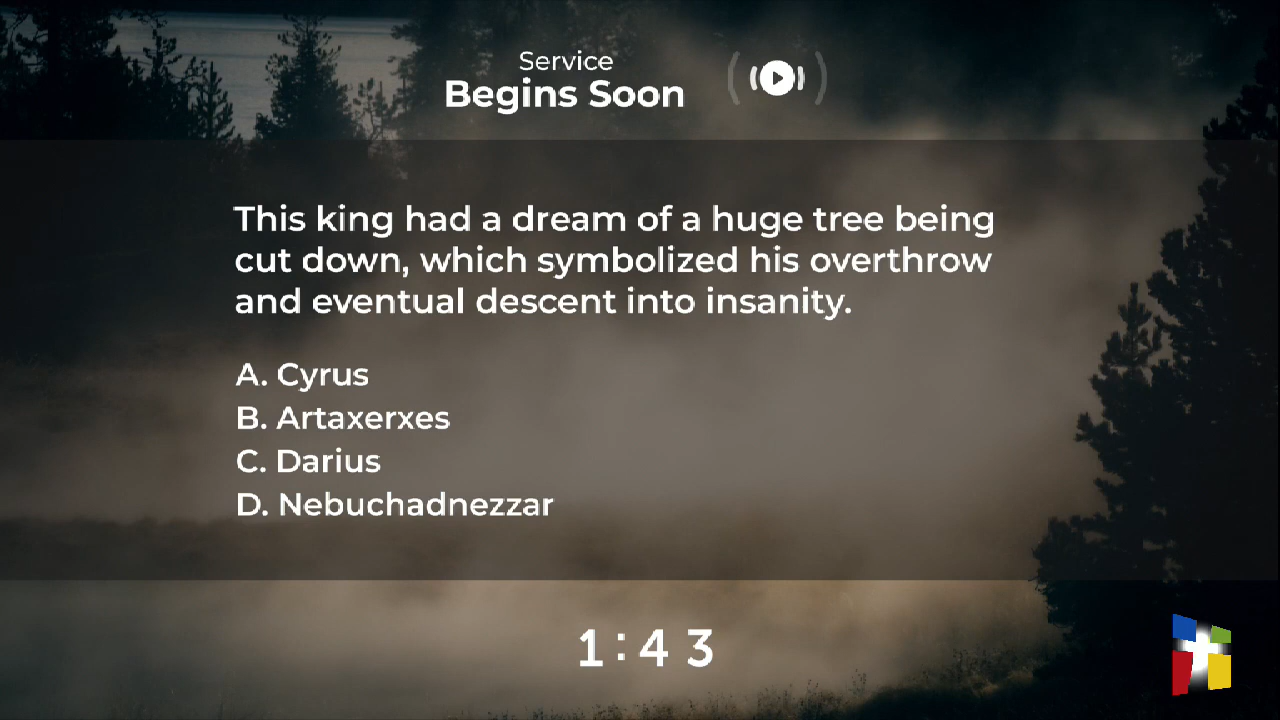 Service
Begins Soon
This king had a dream of a huge tree being
cut down, which symbolized his overthrow
and eventual descent into insanity.
A. Cyrus
B. Artaxerxes
C. Darius
D. Nebuchadnezzar
1:43